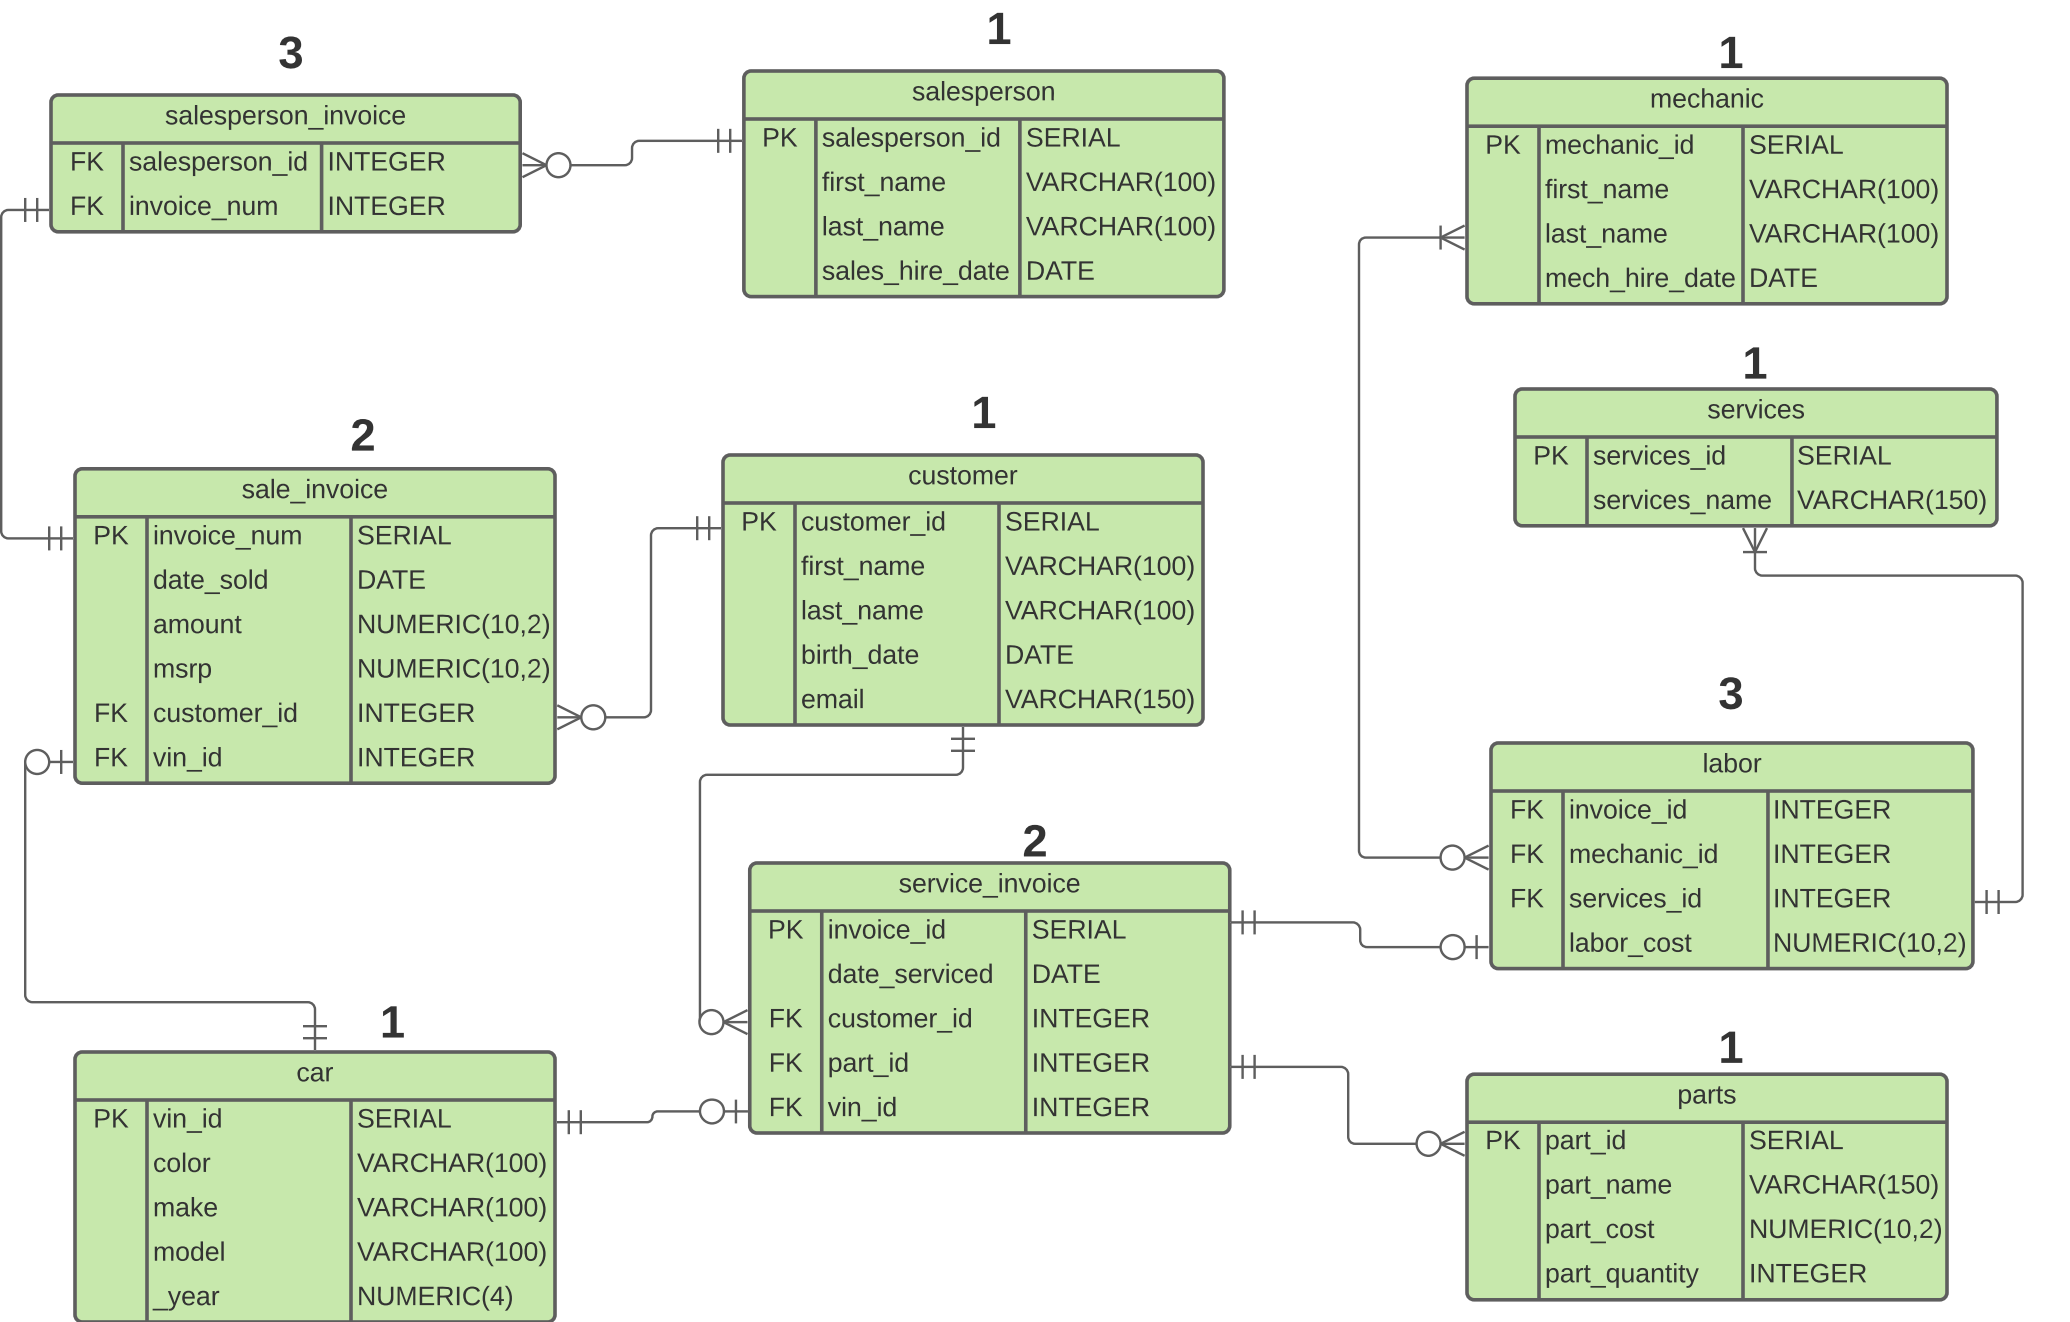 3
salesperson_invoice
FK salesperson_id INTEGER
FK invoice_num INTEGER
1
salesperson
PK salesperson_id SERIAL
first_name VARCHAR(100)
last_name VARCHAR(100)
sales_hire_date DATE
1
mechanic
PK mechanic_id SERIAL
first_name VARCHAR(100)
last_name VARCHAR(100)
mech_hire_date DATE
1
services
PK services_id SERIAL
services_name VARCHAR(150)
2
sale_invoice
PK invoice_num SERIAL
date_sold DATE
amount NUMERIC(10,2)
msrp NUMERIC(10,2)
FK customer_id INTEGER
FK vin_id INTEGER
1
customer
PK customer_id SERIAL
first_name VARCHAR(100)
last_name VARCHAR(100)
birth_date DATE
email VARCHAR(150)
3
labor
FK invoice_id INTEGER
FK mechanic_id INTEGER
FK services_id INTEGER
labor_cost NUMERIC(10,2)
2
service_invoice
PK invoice_id SERIAL
date_serviced DATE
FK customer_id INTEGER
FK part_id INTEGER
FK vin_id INTEGER
1
car
PK vin_id SERIAL
color VARCHAR(100)
make VARCHAR(100)
model VARCHAR(100)
_year NUMERIC(4)
1
parts
PK part_id SERIAL
part_name VARCHAR(150)
part_cost NUMERIC(10,2)
part_quantity INTEGER